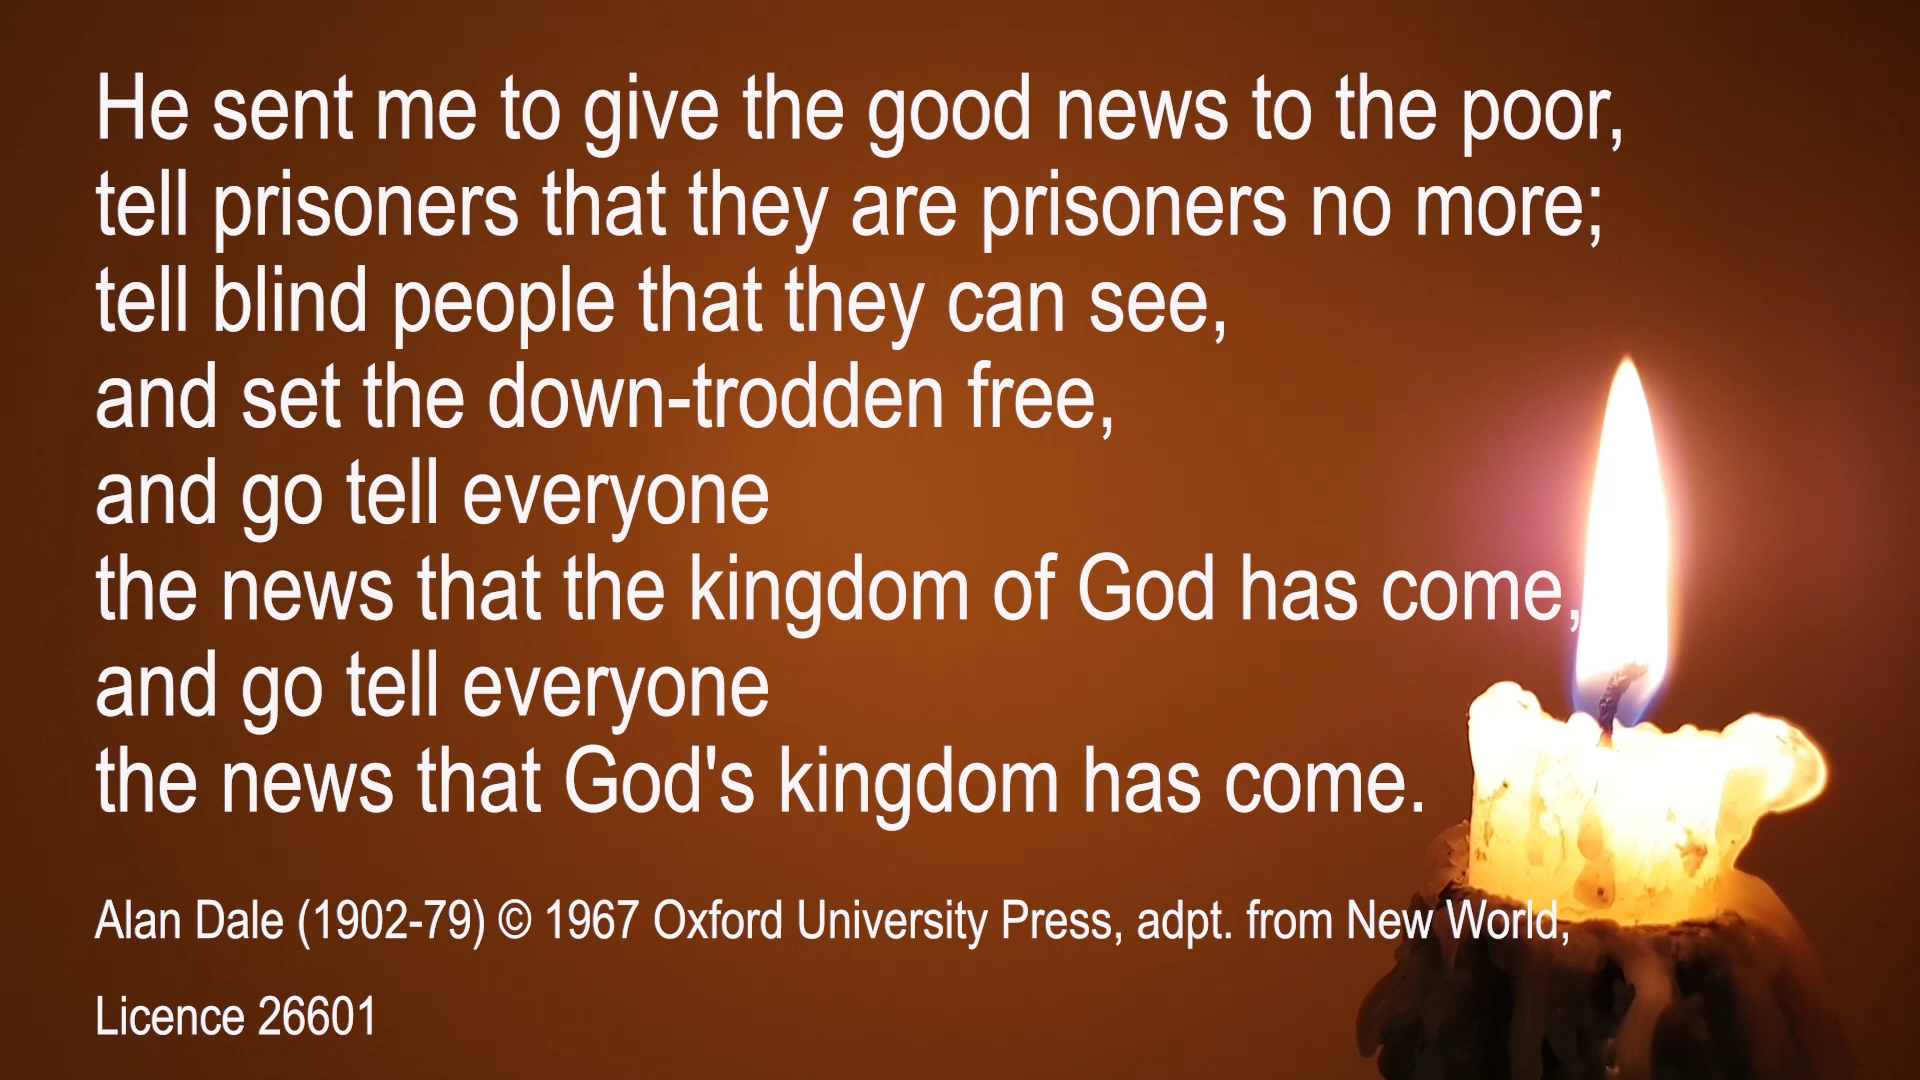 He sent me to give the good news to the poor,
tell prisoners that they are prisoners no more;
tell blind people that they can see,
and set the down-trodden free,
and go tell everyone
the news that the kingdom of God has come,
and go tell everyone
the news that God's kingdom has come.
Alan Dale (1902-79) © 1967 Oxford University Press, adpt. from New World,
Licence 26601